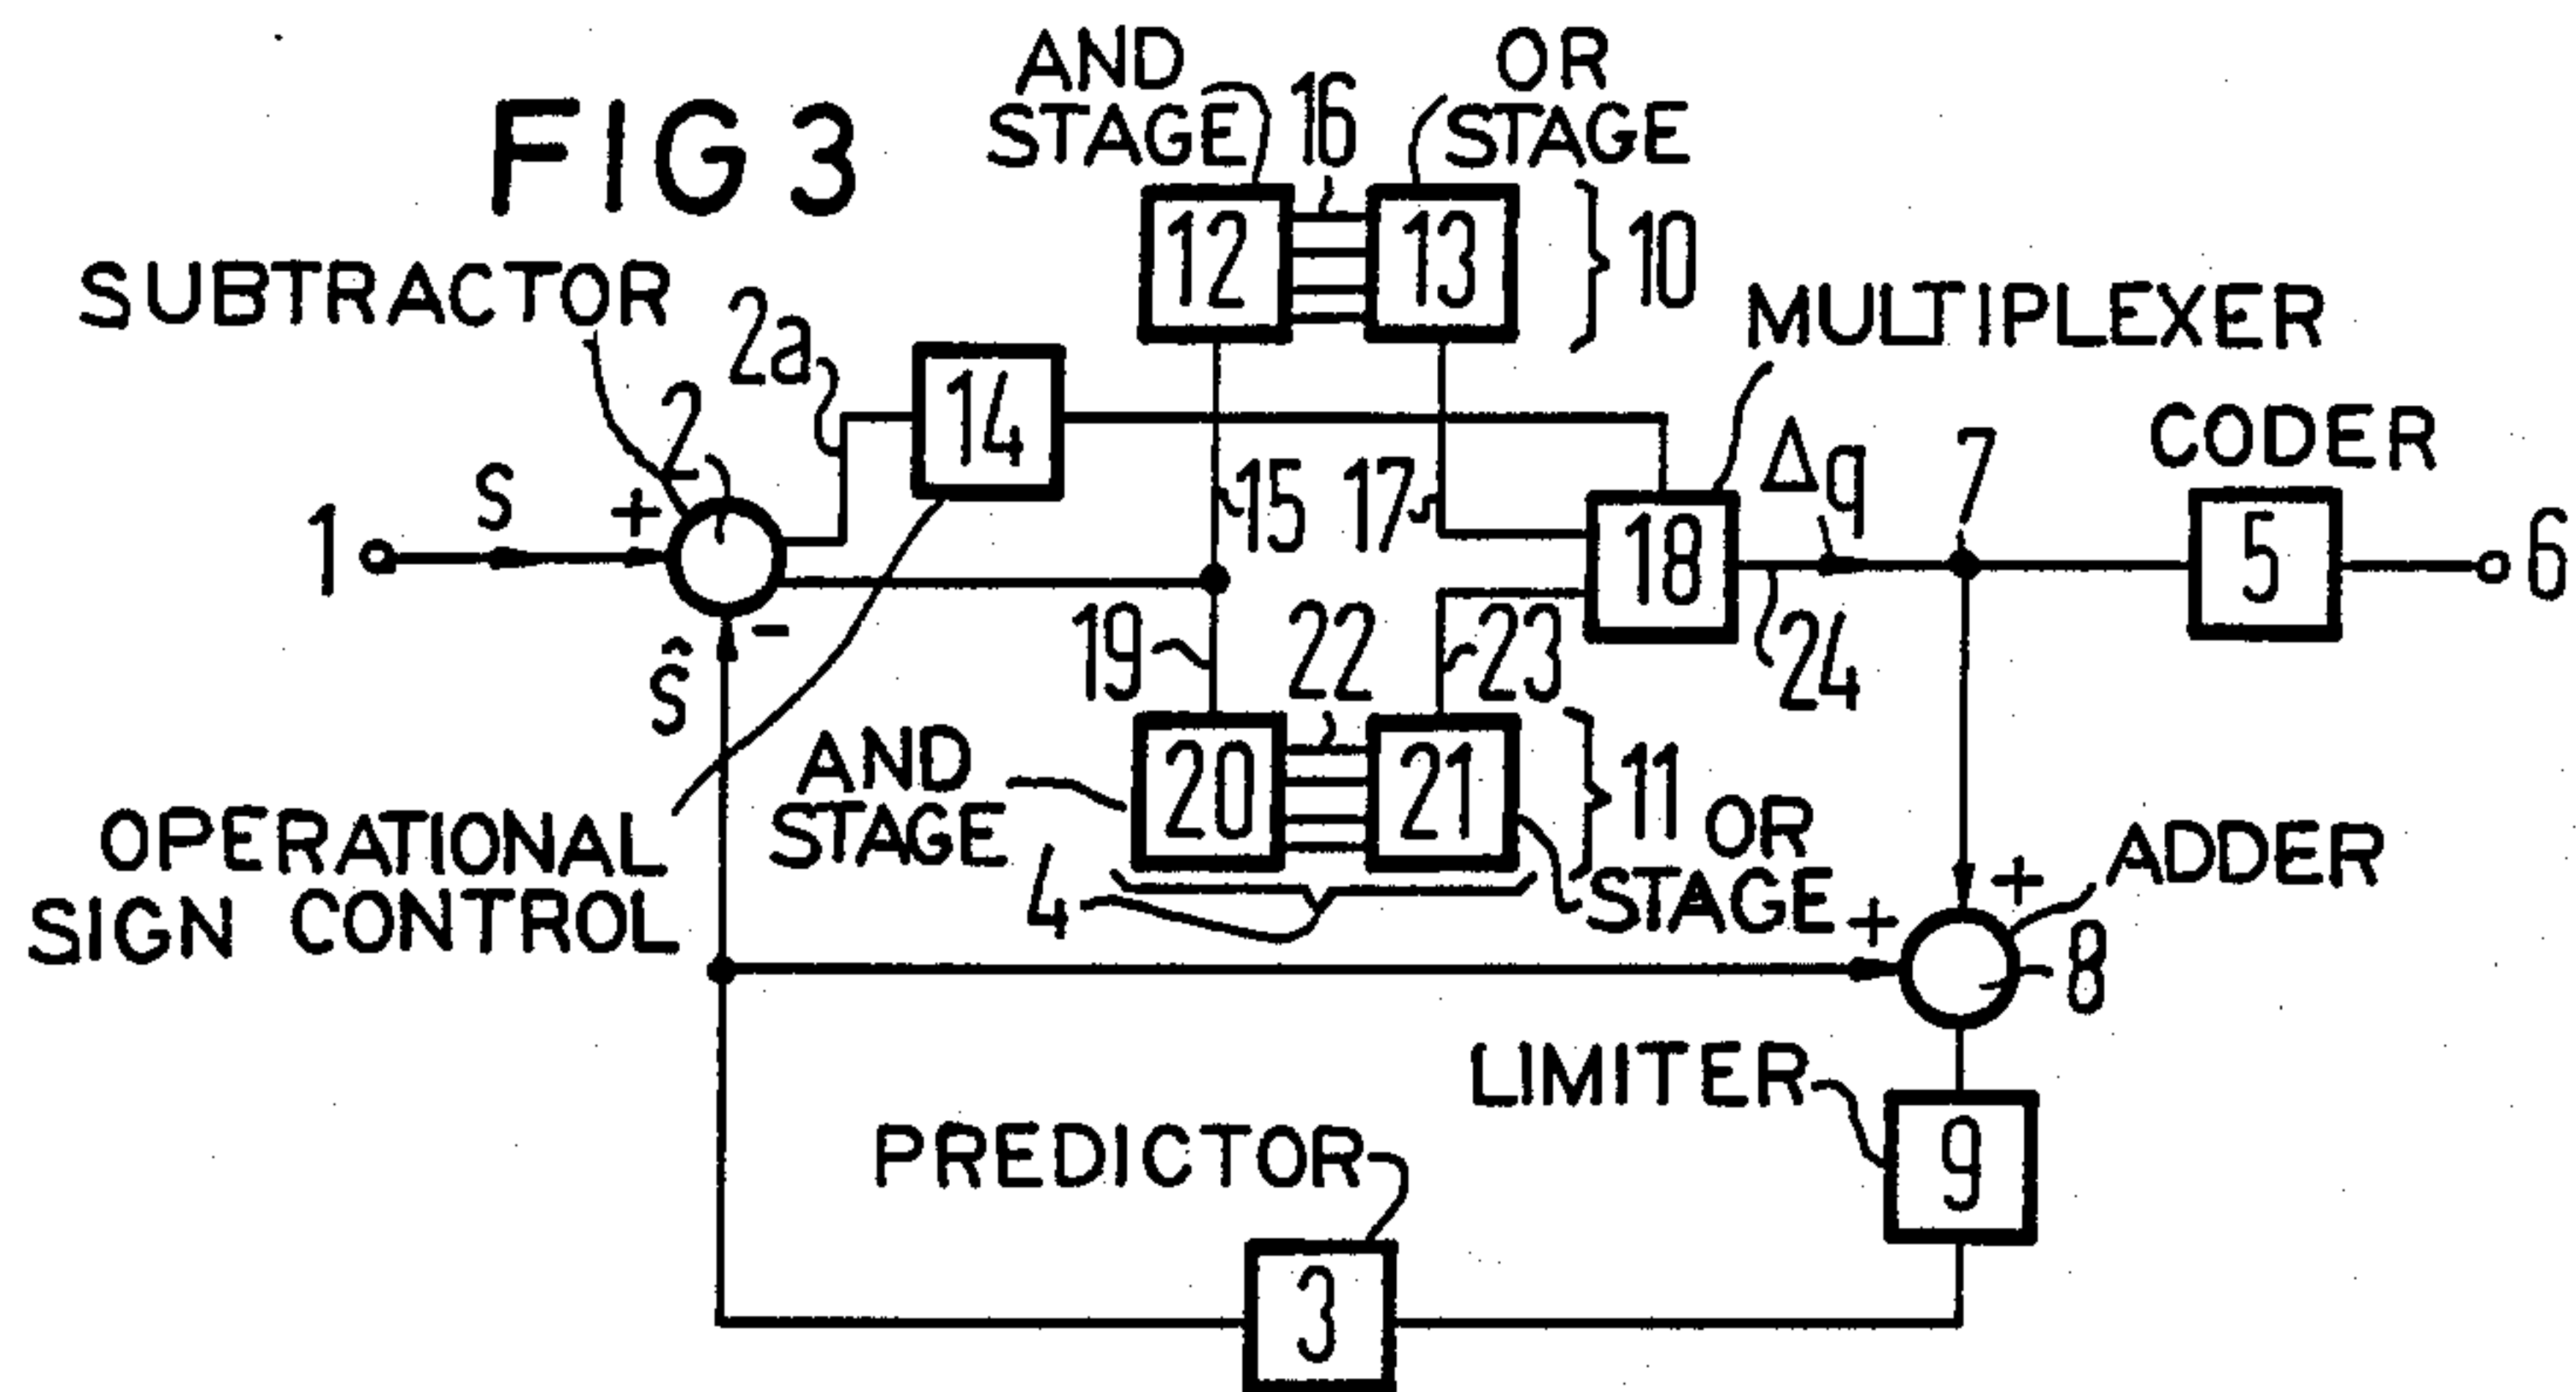 FIG 3
AND
STAGE
16
OR
STAGE
12
13
10
SUBTRACTOR
2a
2
14
MULTIPLEXER
1
S
+
15
17
18
Δq
7
CODER
5
6
24
ŝ
-
19
22
23
AND
STAGE
20
21
11
OR
STAGE
4
OPERATIONAL
SIGN CONTROL
+
+
ADDER
8
LIMITER
9
PREDICTOR
3